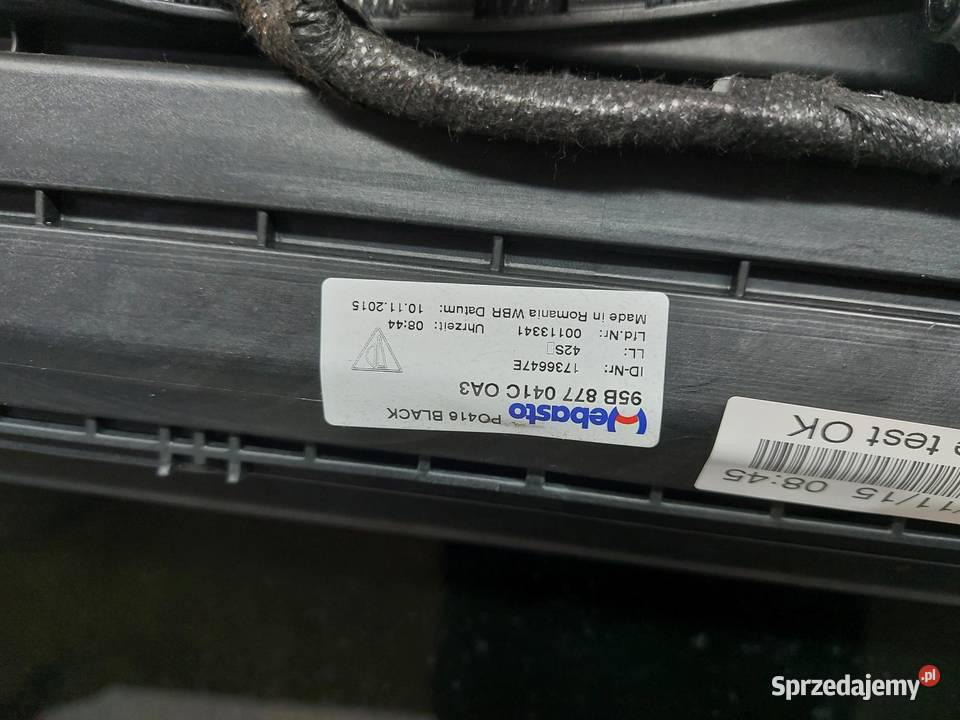 Webasto PO416 BLACK
95B 877 041C OA3
ID-Nr: 1736647E
LL: 42S
Lfd.Nr: 00113341 Uhrzeit: 08:44
Made in Romania WBR Datum: 10.11.2015
/11/15 08:45
e test OK
Sprzedajemy.pl